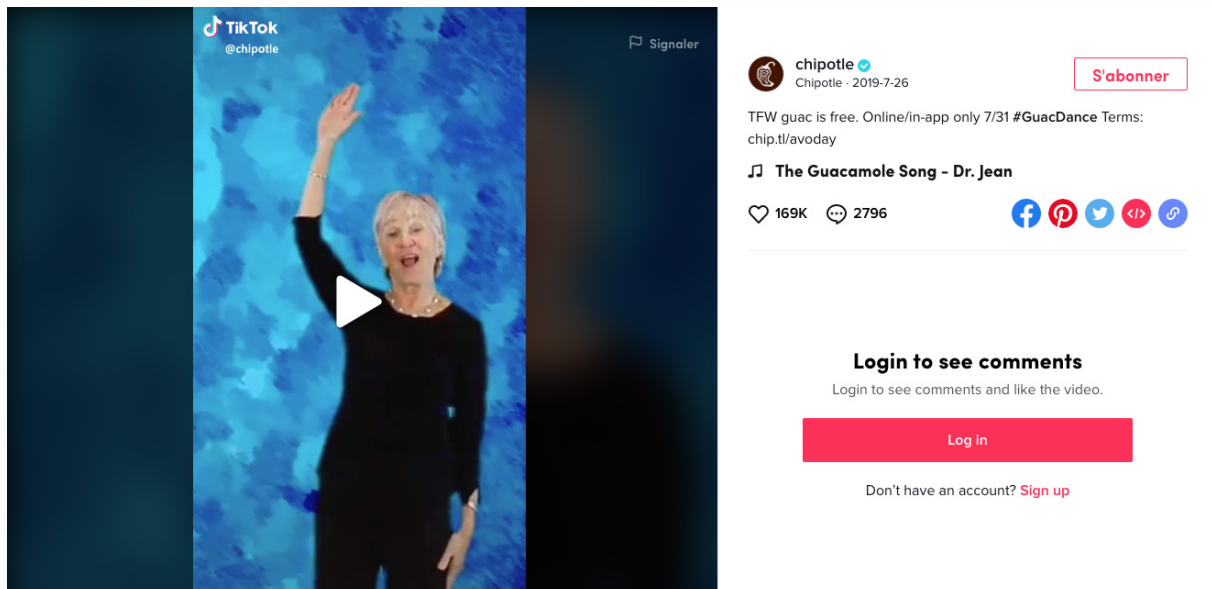 TikTok
@chipotle
Signaler
chipotle
Chipotle · 2019-7-26
S'abonner
TFW guac is free. Online/in-app only 7/31 #GuacDance Terms:
chip.tl/avoday
The Guacamole Song - Dr. Jean
169K 2796
Login to see comments
Login to see comments and like the video.
Log in
Don't have an account? Sign up